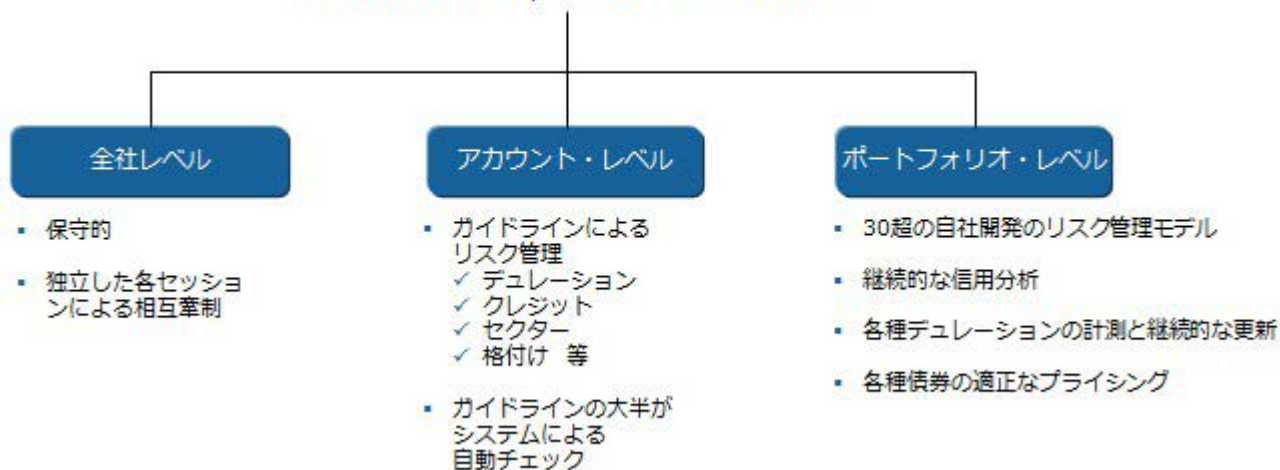 全社レベル
保守的
独立した各セッショ
ンによる相互牽制
アカウント・レベル
ガイドラインによる
リスク管理
✓ デュレーション
✓ クレジット
✓ セクター
✓ 格付け 等
ガイドラインの大半が
システムによる
自動チェック
ポートフォリオ・レベル
30超の自社開発のリスク管理モデル
継続的な信用分析
各種デュレーションの計測と継続的な更新
各種債券の適正なプライシング